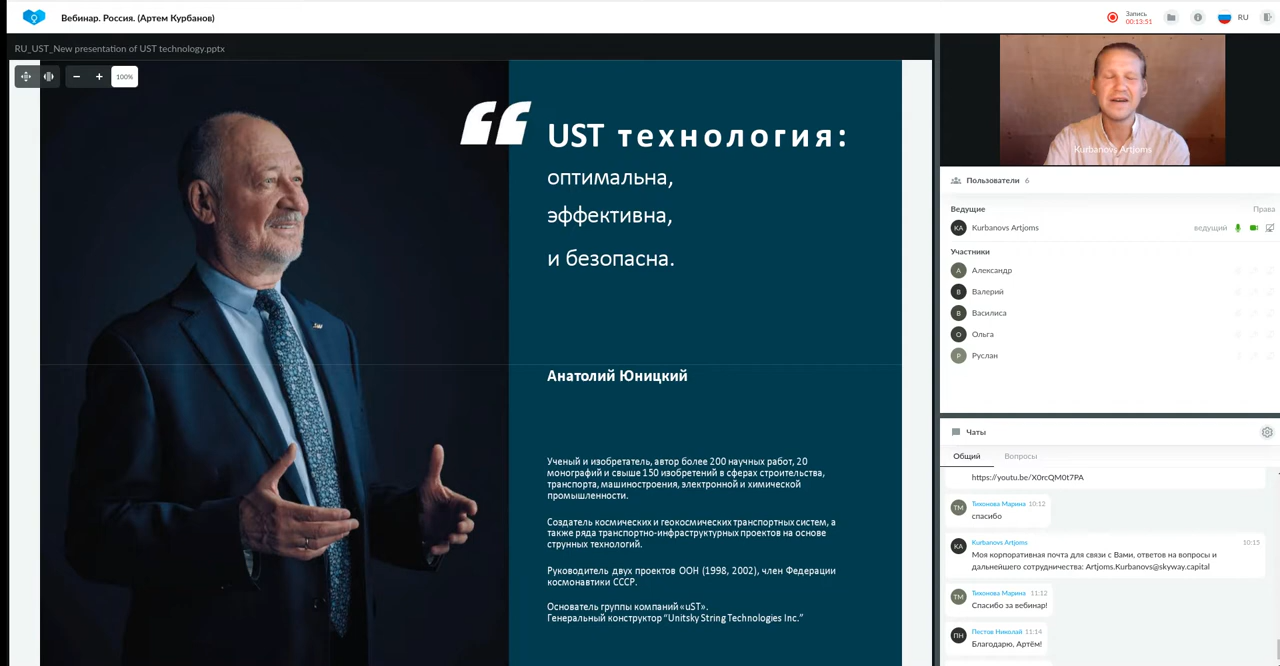 Вебинар. Россия. (Артем Курбанов)
Запись
00:13:51
RU
RU_UST_New presentation of UST technology.pptx
100%
UST технология:
оптимальна,
эффективна,
и безопасна.
Анатолий Юницкий
Ученый и изобретатель, автор более 200 научных работ, 20
монографий и свыше 150 изобретений в сферах строительства,
транспорта, машиностроения, электронной и химической
промышленности.
Создатель космических и геокосмических транспортных систем, а
также ряда транспортно-инфраструктурных проектов на основе
струнных технологий.
Руководитель двух проектов ООН (1998, 2002), член Федерации
космонавтики СССР.
Основатель группы компаний «uST».
Генеральный конструктор “Unitsky String Technologies Inc.”
Kurbanovs Artjoms
Пользователи 6
Ведущие Права
KA Kurbanovs Artjoms ведущий
Участники
А Александр
В Валерий
В Василиса
О Ольга
Р Руслан
Чаты
Общий Вопросы
https://youtu.be/X0rcQM0t7PA
ТМ Тихонова Марина 10:12
спасибо
KA Kurbanovs Artjoms 10:15
Моя корпоративная почта для связи с Вами, ответов на вопросы и
дальнейшего сотрудничества: Artjoms.Kurbanovs@skyway.capital
ТМ Тихонова Марина 11:12
Спасибо за вебинар!
ПН Пестов Николай 11:14
Благодарю, Артём!